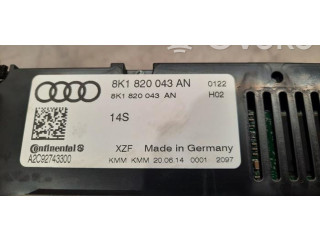 8K1 820 043 AN 0122
8K1 820 043 AN H02
14S
Continental
XZF Made in Germany
A2C92743300
KMM KMM 20.06.14 0001 2097